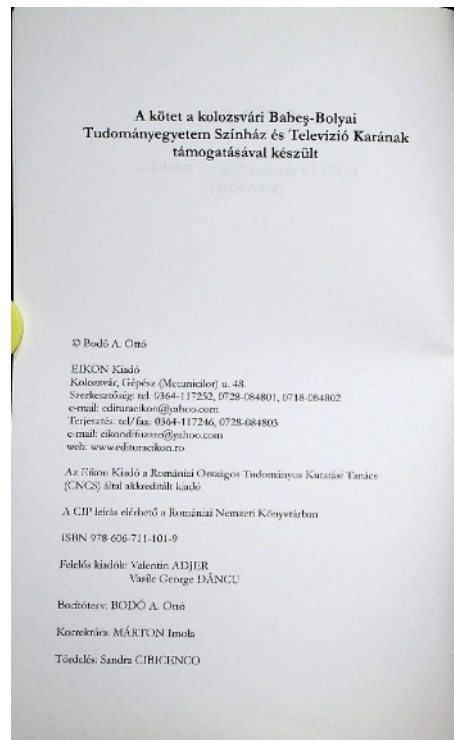 A kötet a kolozsvári Babeş-Bolyai
Tudományegyetem Színház és Televízió Karának
támogatásával készült
© Bodó A. Ottó
EIKON Kiadó
Kolozsvár, Gépész (Mecanicilor) u. 48.
Szerkesztőség: tel. 0364-117252, 0728-084801, 0718-084802
e-mail: edituraeikon@yahoo.com
Terjesztés: tel/fax: 0364-117246, 0728-084803
e-mail: eikondifuzare@yahoo.com
web: www.edituraeikon.ro
Az Eikon Kiadó a Romániai Országos Tudományos Kutatási Tanács
(CNCS) által akkreditált kiadó
A CIP leírás elérhető a Romániai Nemzeti Könyvtárban
ISBN 978-606-711-101-9
Felelős kiadók: Valentin AJDER
Vasile George DÂNCU
Borítóterv: BODÓ A. Ottó
Korrektúra: MÁRTON Imola
Tördelés: Sandra CIBICENCO